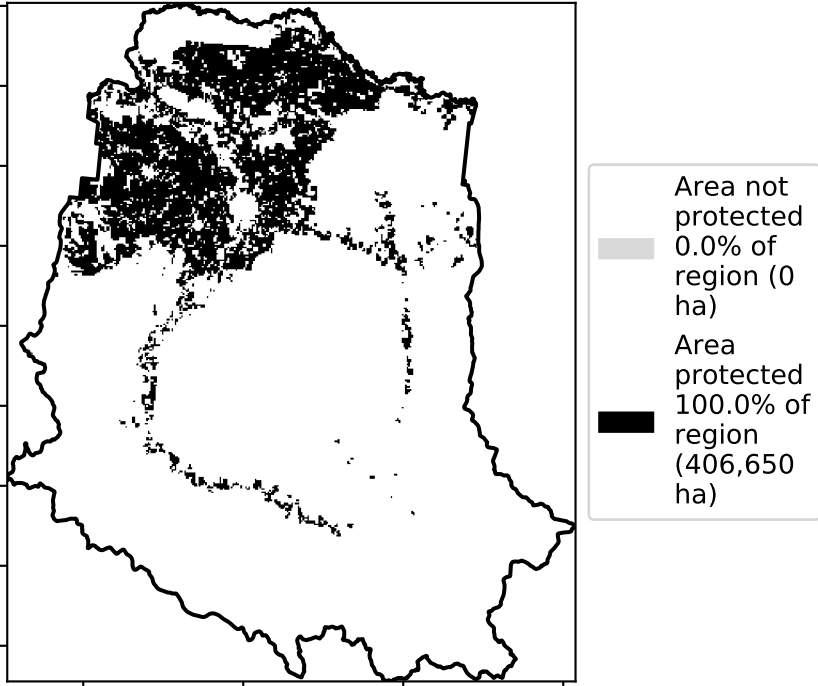 Area not
protected
0.0% of
region (0
ha)
Area
protected
100.0% of
region
(406,650
ha)